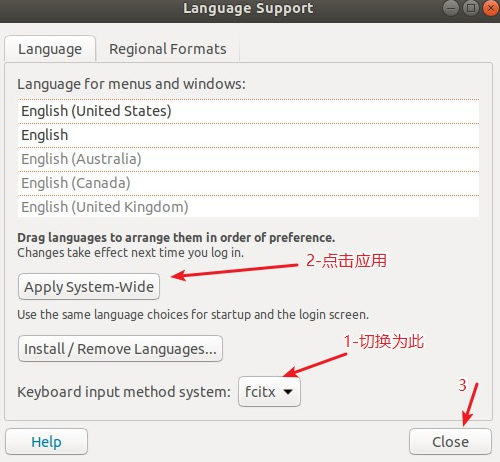 Language Support
Language
Regional Formats
Language for menus and windows:
English (United States)
English
English (Australia)
English (Canada)
English (United Kingdom)
Drag languages to arrange them in order of preference.
Changes take effect next time you log in.
2-点击应用
Apply System-Wide
Use the same language choices for startup and the login screen.
1-切换为此
Install / Remove Languages...
Keyboard input method system: fcitx
3
Help
Close